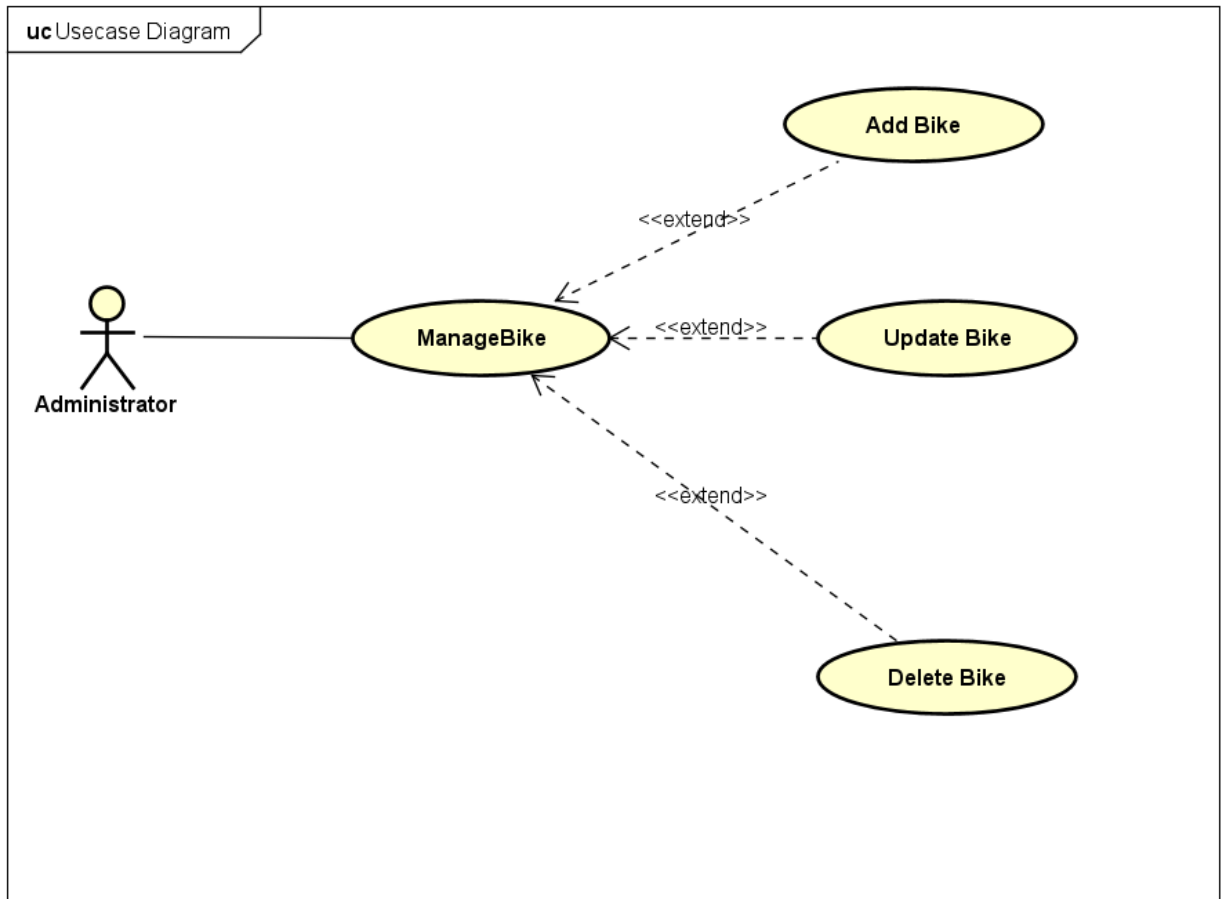 uc Usecase Diagram
Add Bike
<<extend>>
ManageBike
<<extend>>
Update Bike
Administrator
<<extend>>
Delete Bike